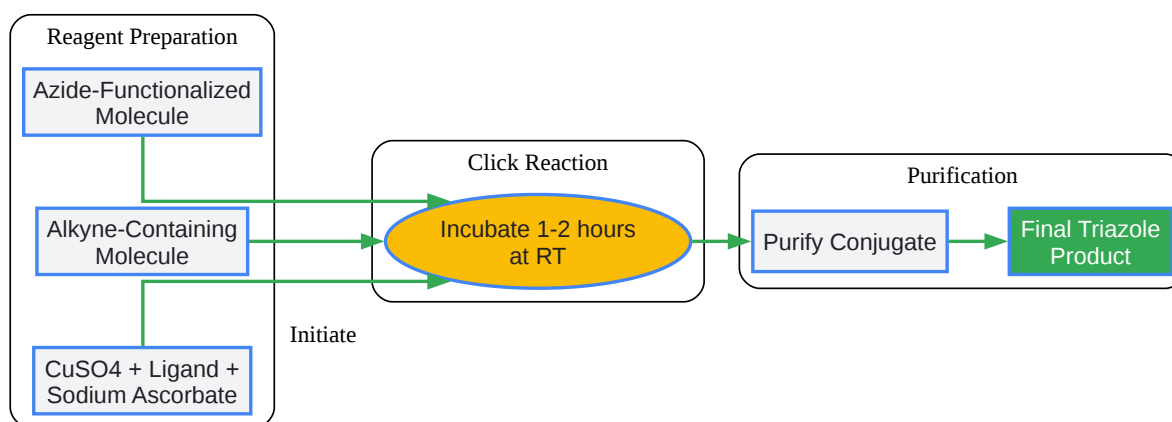 Reagent Preparation
Azide-Functionalized
Molecule
Alkyne-Containing
Molecule
CuSO4 + Ligand +
Sodium Ascorbate
Initiate
Click Reaction
Incubate 1-2 hours
at RT
Purification
Purify Conjugate
Final Triazole
Product